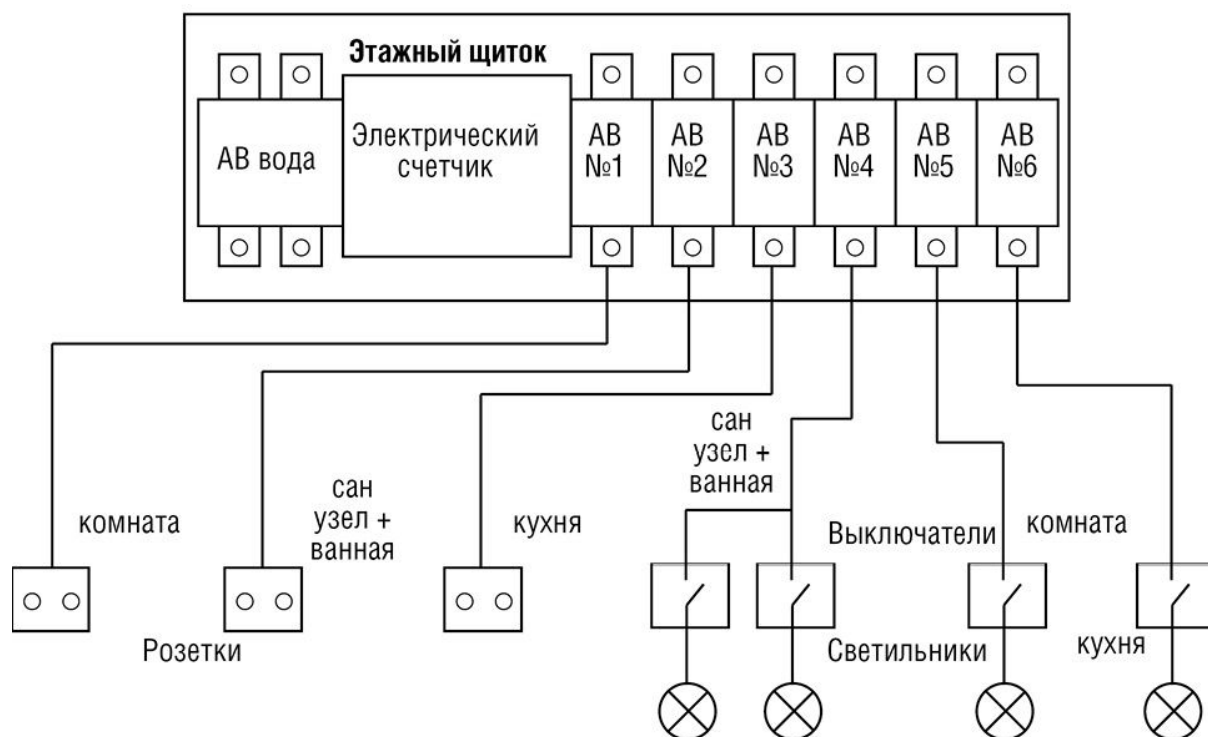 Этажный щиток
АВ вода
Электрический
счетчик
АВ
№1
АВ
№2
АВ
№3
АВ
№4
АВ
№5
АВ
№6
комната
сан
узел +
ванная
кухня
сан
узел +
ванная
Выключатели
комната
Розетки
Светильники
кухня